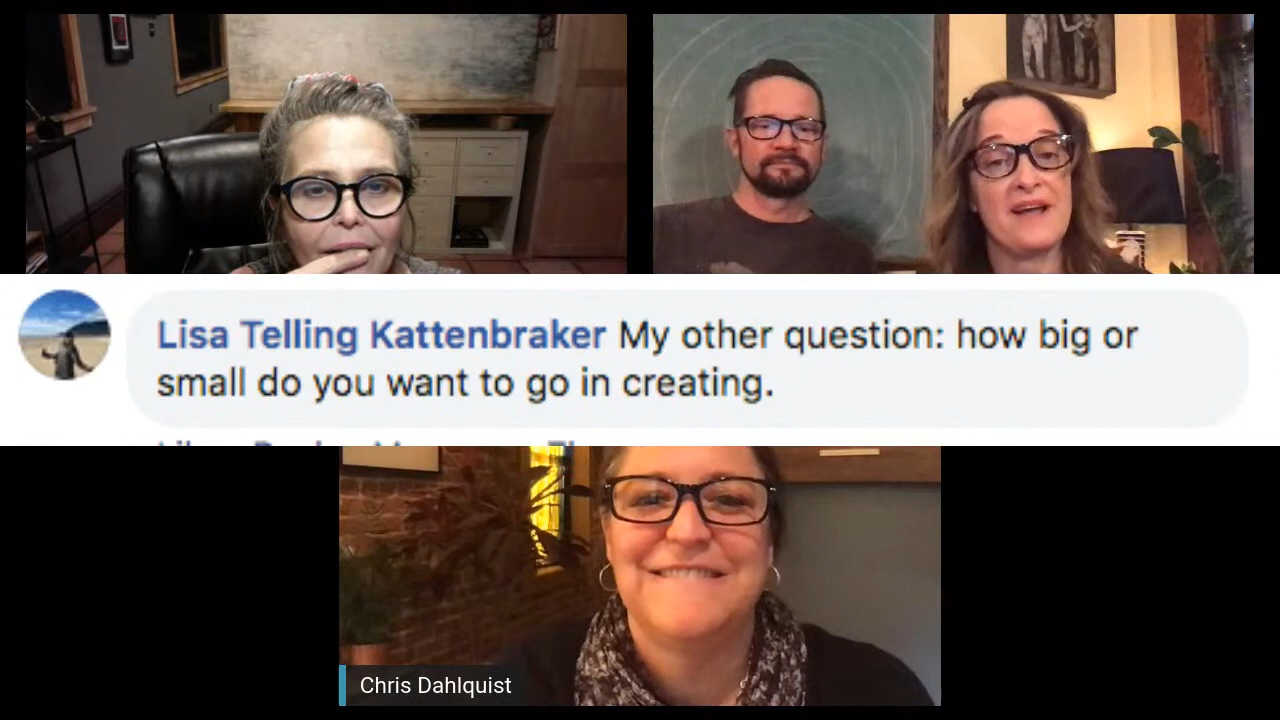 Lisa Telling Kattenbraker My other question: how big or
small do you want to go in creating.
Chris Dahlquist